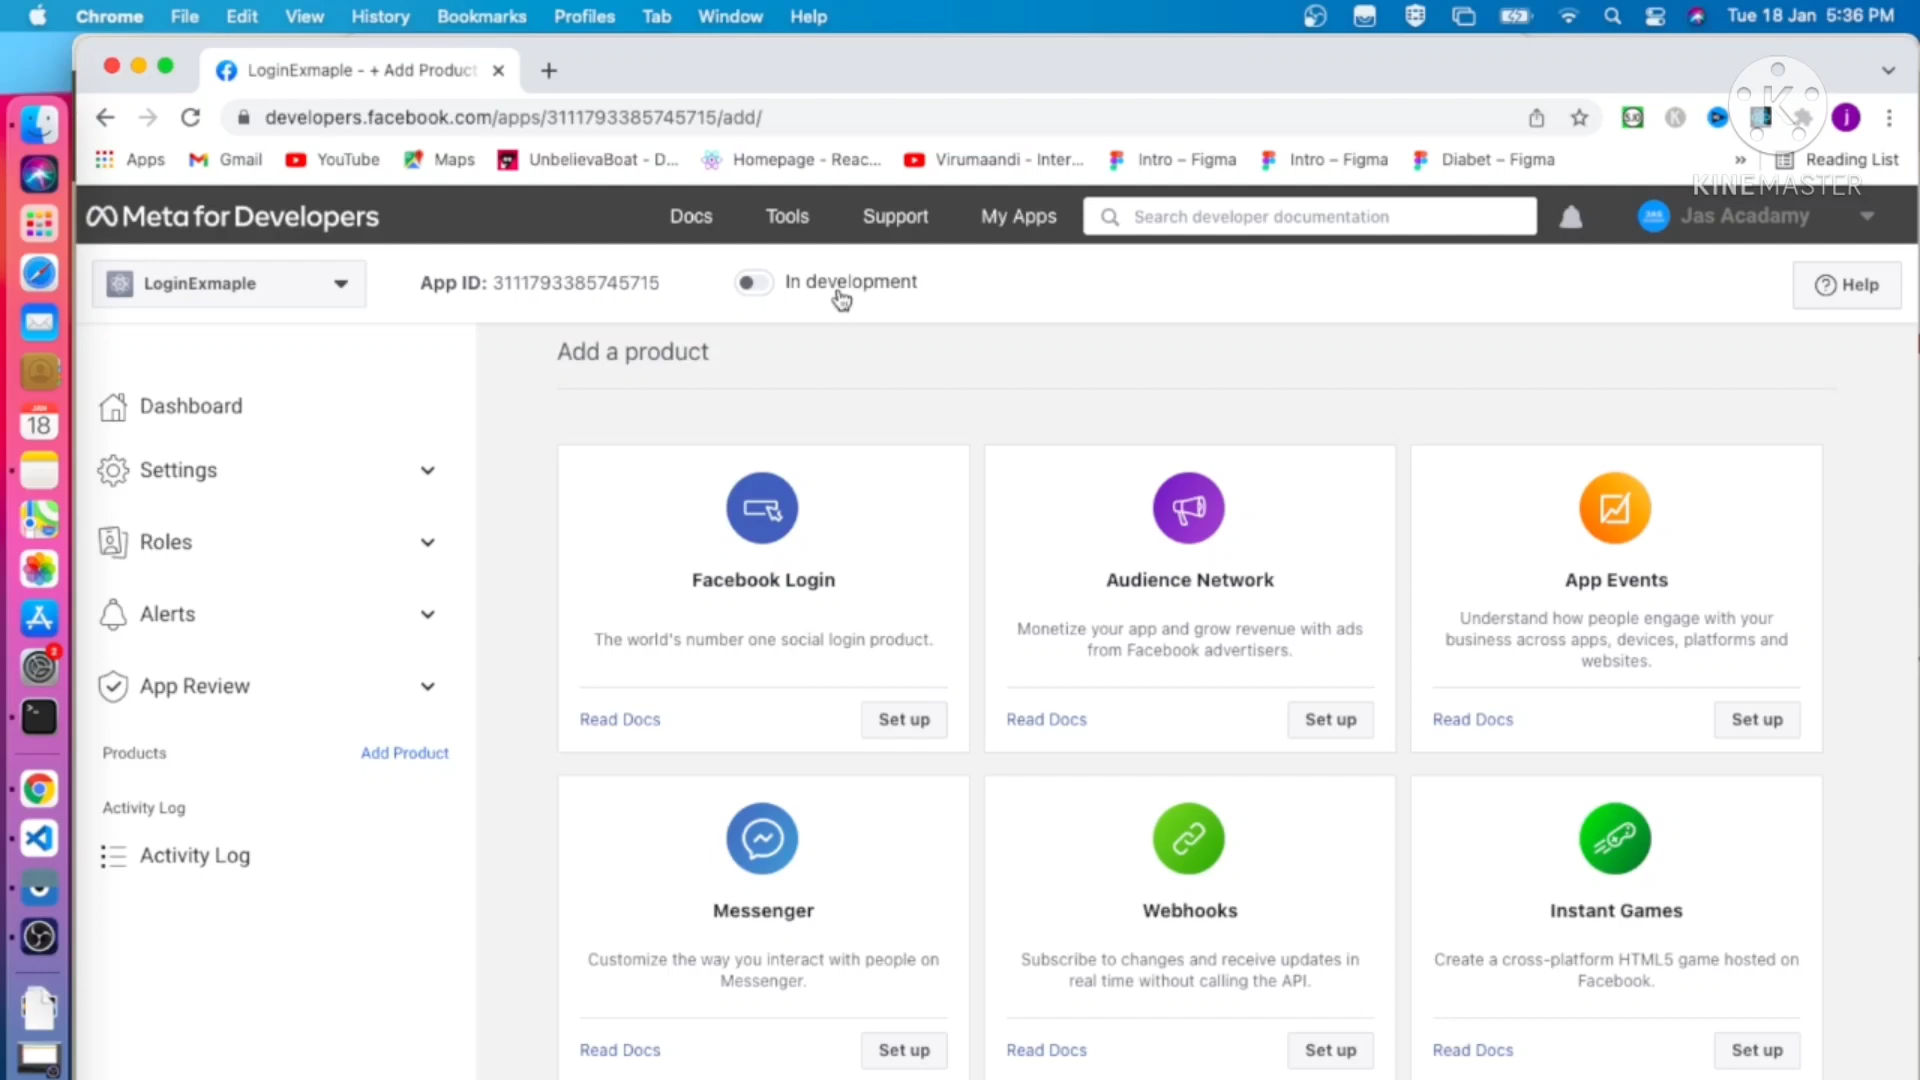 Chrome File Edit View History Bookmarks Profiles Tab Window Help Tue 18 Jan 5:36 PM
LoginExmaple - + Add Product
developers.facebook.com/apps/3111793385745715/add/
Apps Gmail YouTube Maps UnbelievaBoat - D... Homepage - Reac... Virumaandi - Inter... Intro – Figma Intro – Figma Diabet – Figma » Reading List
KINEMASTER
Meta for Developers Docs Tools Support My Apps Search developer documentation Jas Acadamy
LoginExmaple App ID: 3111793385745715 In development Help
Add a product
Dashboard
Settings
Roles
Alerts
App Review
Products Add Product
Activity Log
Activity Log
Facebook Login
The world's number one social login product.
Read Docs Set up
Audience Network
Monetize your app and grow revenue with ads
from Facebook advertisers.
Read Docs Set up
App Events
Understand how people engage with your
business across apps, devices, platforms and
websites.
Read Docs Set up
Messenger
Customize the way you interact with people on
Messenger.
Read Docs Set up
Webhooks
Subscribe to changes and receive updates in
real time without calling the API.
Read Docs Set up
Instant Games
Create a cross-platform HTML5 game hosted on
Facebook.
Read Docs Set up
JAN
18
2